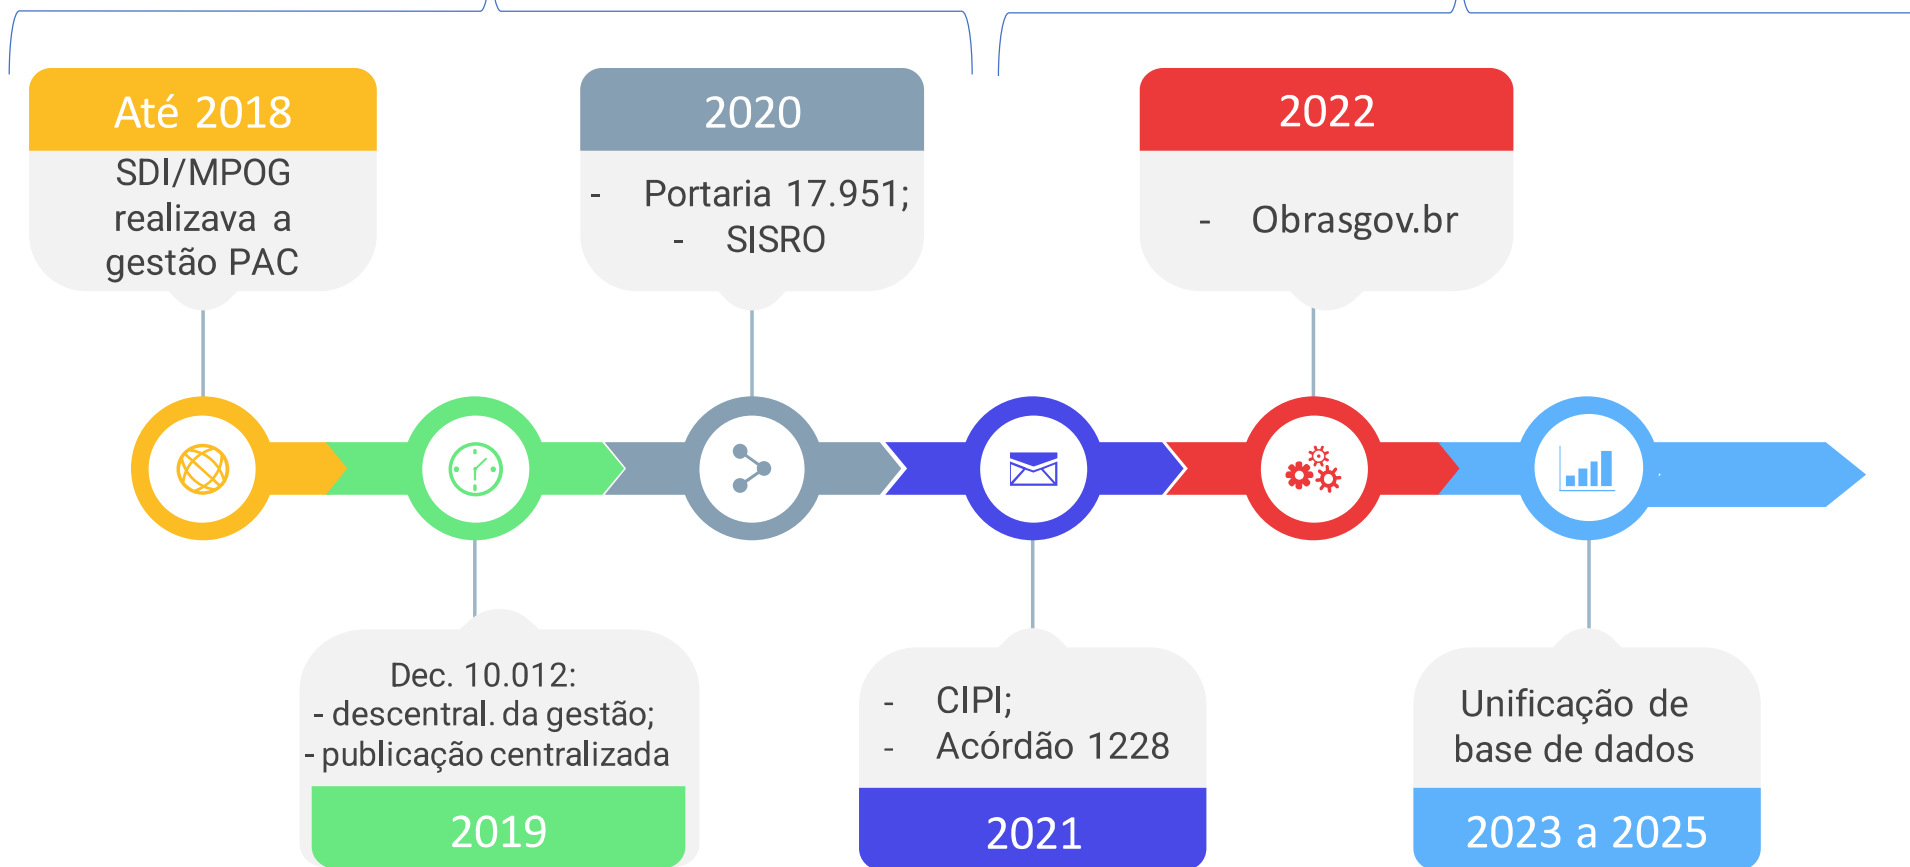 Até 2018
SDI/MPOG
realizava a
gestão PAC
2020
- Portaria 17.951;
- SISRO
2022
- Obrasgov.br
Dec. 10.012:
- descentral. da gestão;
- publicação centralizada
2019
- CIPI;
- Acórdão 1228
2021
Unificação de
base de dados
2023 a 2025